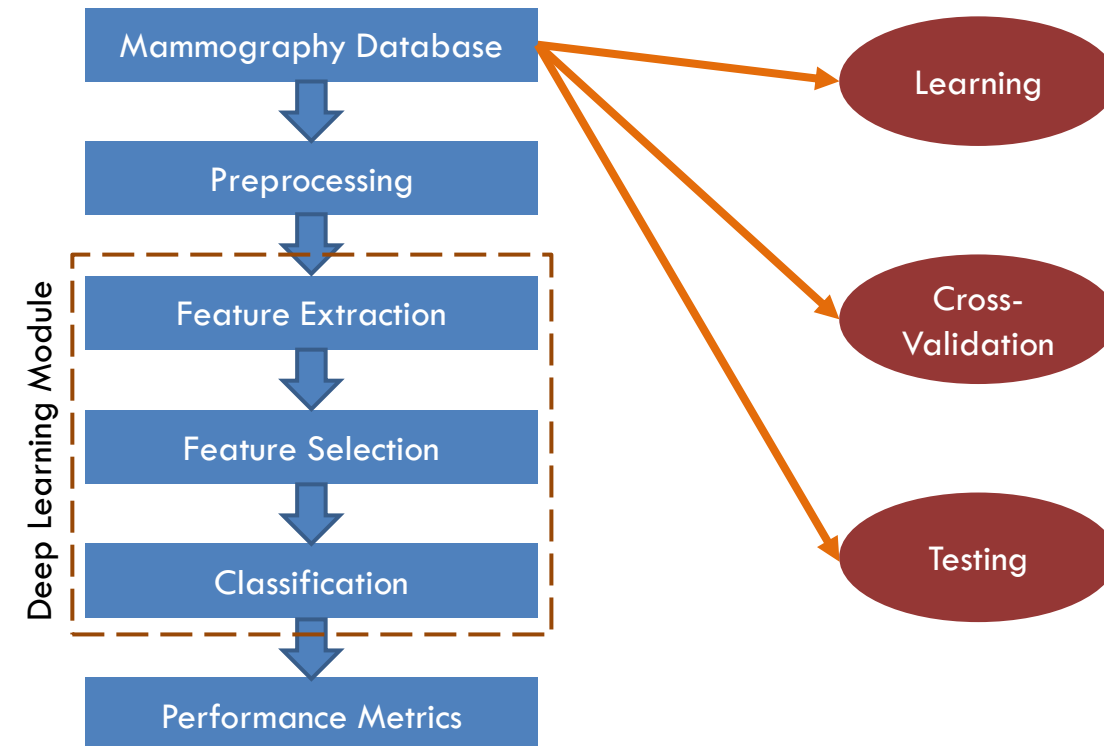 Mammography Database
Preprocessing
Deep Learning Module
Feature Extraction
Feature Selection
Classification
Performance Metrics
Learning
Cross-
Validation
Testing